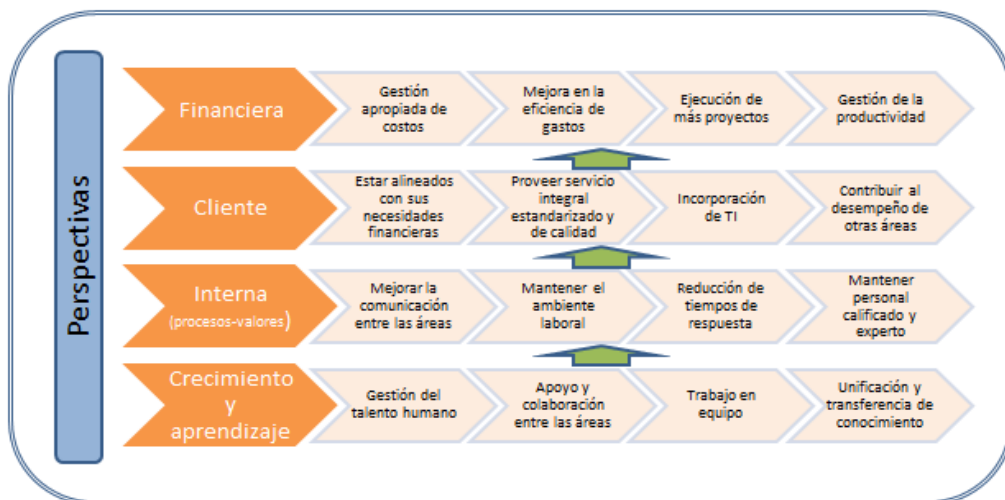 Perspectivas
Financiera
Gestión
apropiada de
costos
Mejora en la
eficiencia de
gastos
Ejecución de
más proyectos
Gestión de la
productividad
Cliente
Estar alineados
con sus
necesidades
financieras
Proveer servicio
integral
estandarizado y
de calidad
Incorporación
de TI
Contribuir al
desempeño de
otras áreas
Interna
(procesos-valores)
Mejorar la
comunicación
entre las áreas
Mantener el
ambiente
laboral
Reducción de
tiempos de
respuesta
Mantener
personal
calificado y
experto
Crecimiento
y
aprendizaje
Gestión del
talento humano
Apoyo y
colaboración
entre las áreas
Trabajo en
equipo
Unificación y
transferencia de
conocimiento